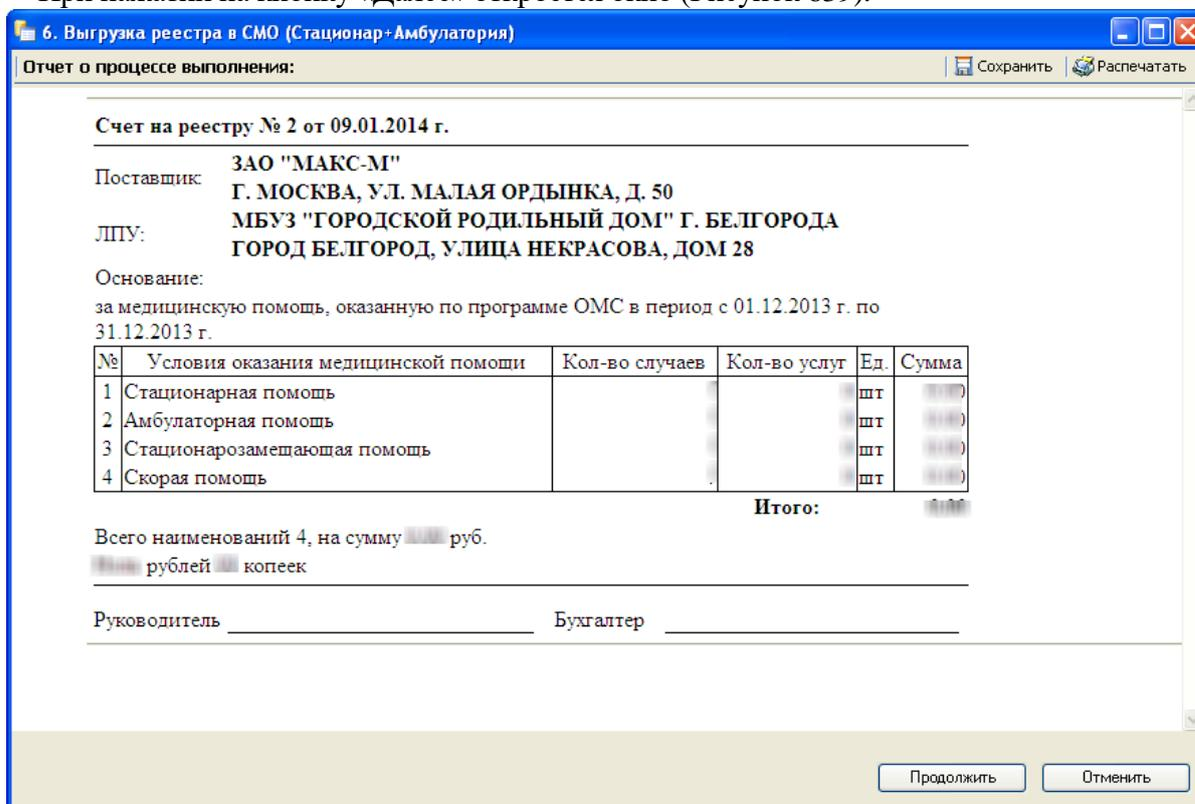 6. Выгрузка реестра в СМО (Стационар+Амбулатория)
Отчет о процессе выполнения: Сохранить Распечатать
Счет на реестру № 2 от 09.01.2014 г.
Поставщик: ЗАО "МАКС-М"
Г. МОСКВА, УЛ. МАЛАЯ ОРДЫНКА, Д. 50
ЛПУ: МБУЗ "ГОРОДСКОЙ РОДИЛЬНЫЙ ДОМ" Г. БЕЛГОРОДА
ГОРОД БЕЛГОРОД, УЛИЦА НЕКРАСОВА, ДОМ 28
Основание:
за медицинскую помощь, оказанную по программе ОМС в период с 01.12.2013 г. по
31.12.2013 г.
№ Условия оказания медицинской помощи Кол-во случаев Кол-во услуг Ед. Сумма
1 Стационарная помощь шт
2 Амбулаторная помощь шт
3 Стационарозамещающая помощь шт
4 Скорая помощь шт
Итого:
Всего наименований 4, на сумму руб.
рублей копеек
Руководитель Бухгалтер
Продолжить Отменить